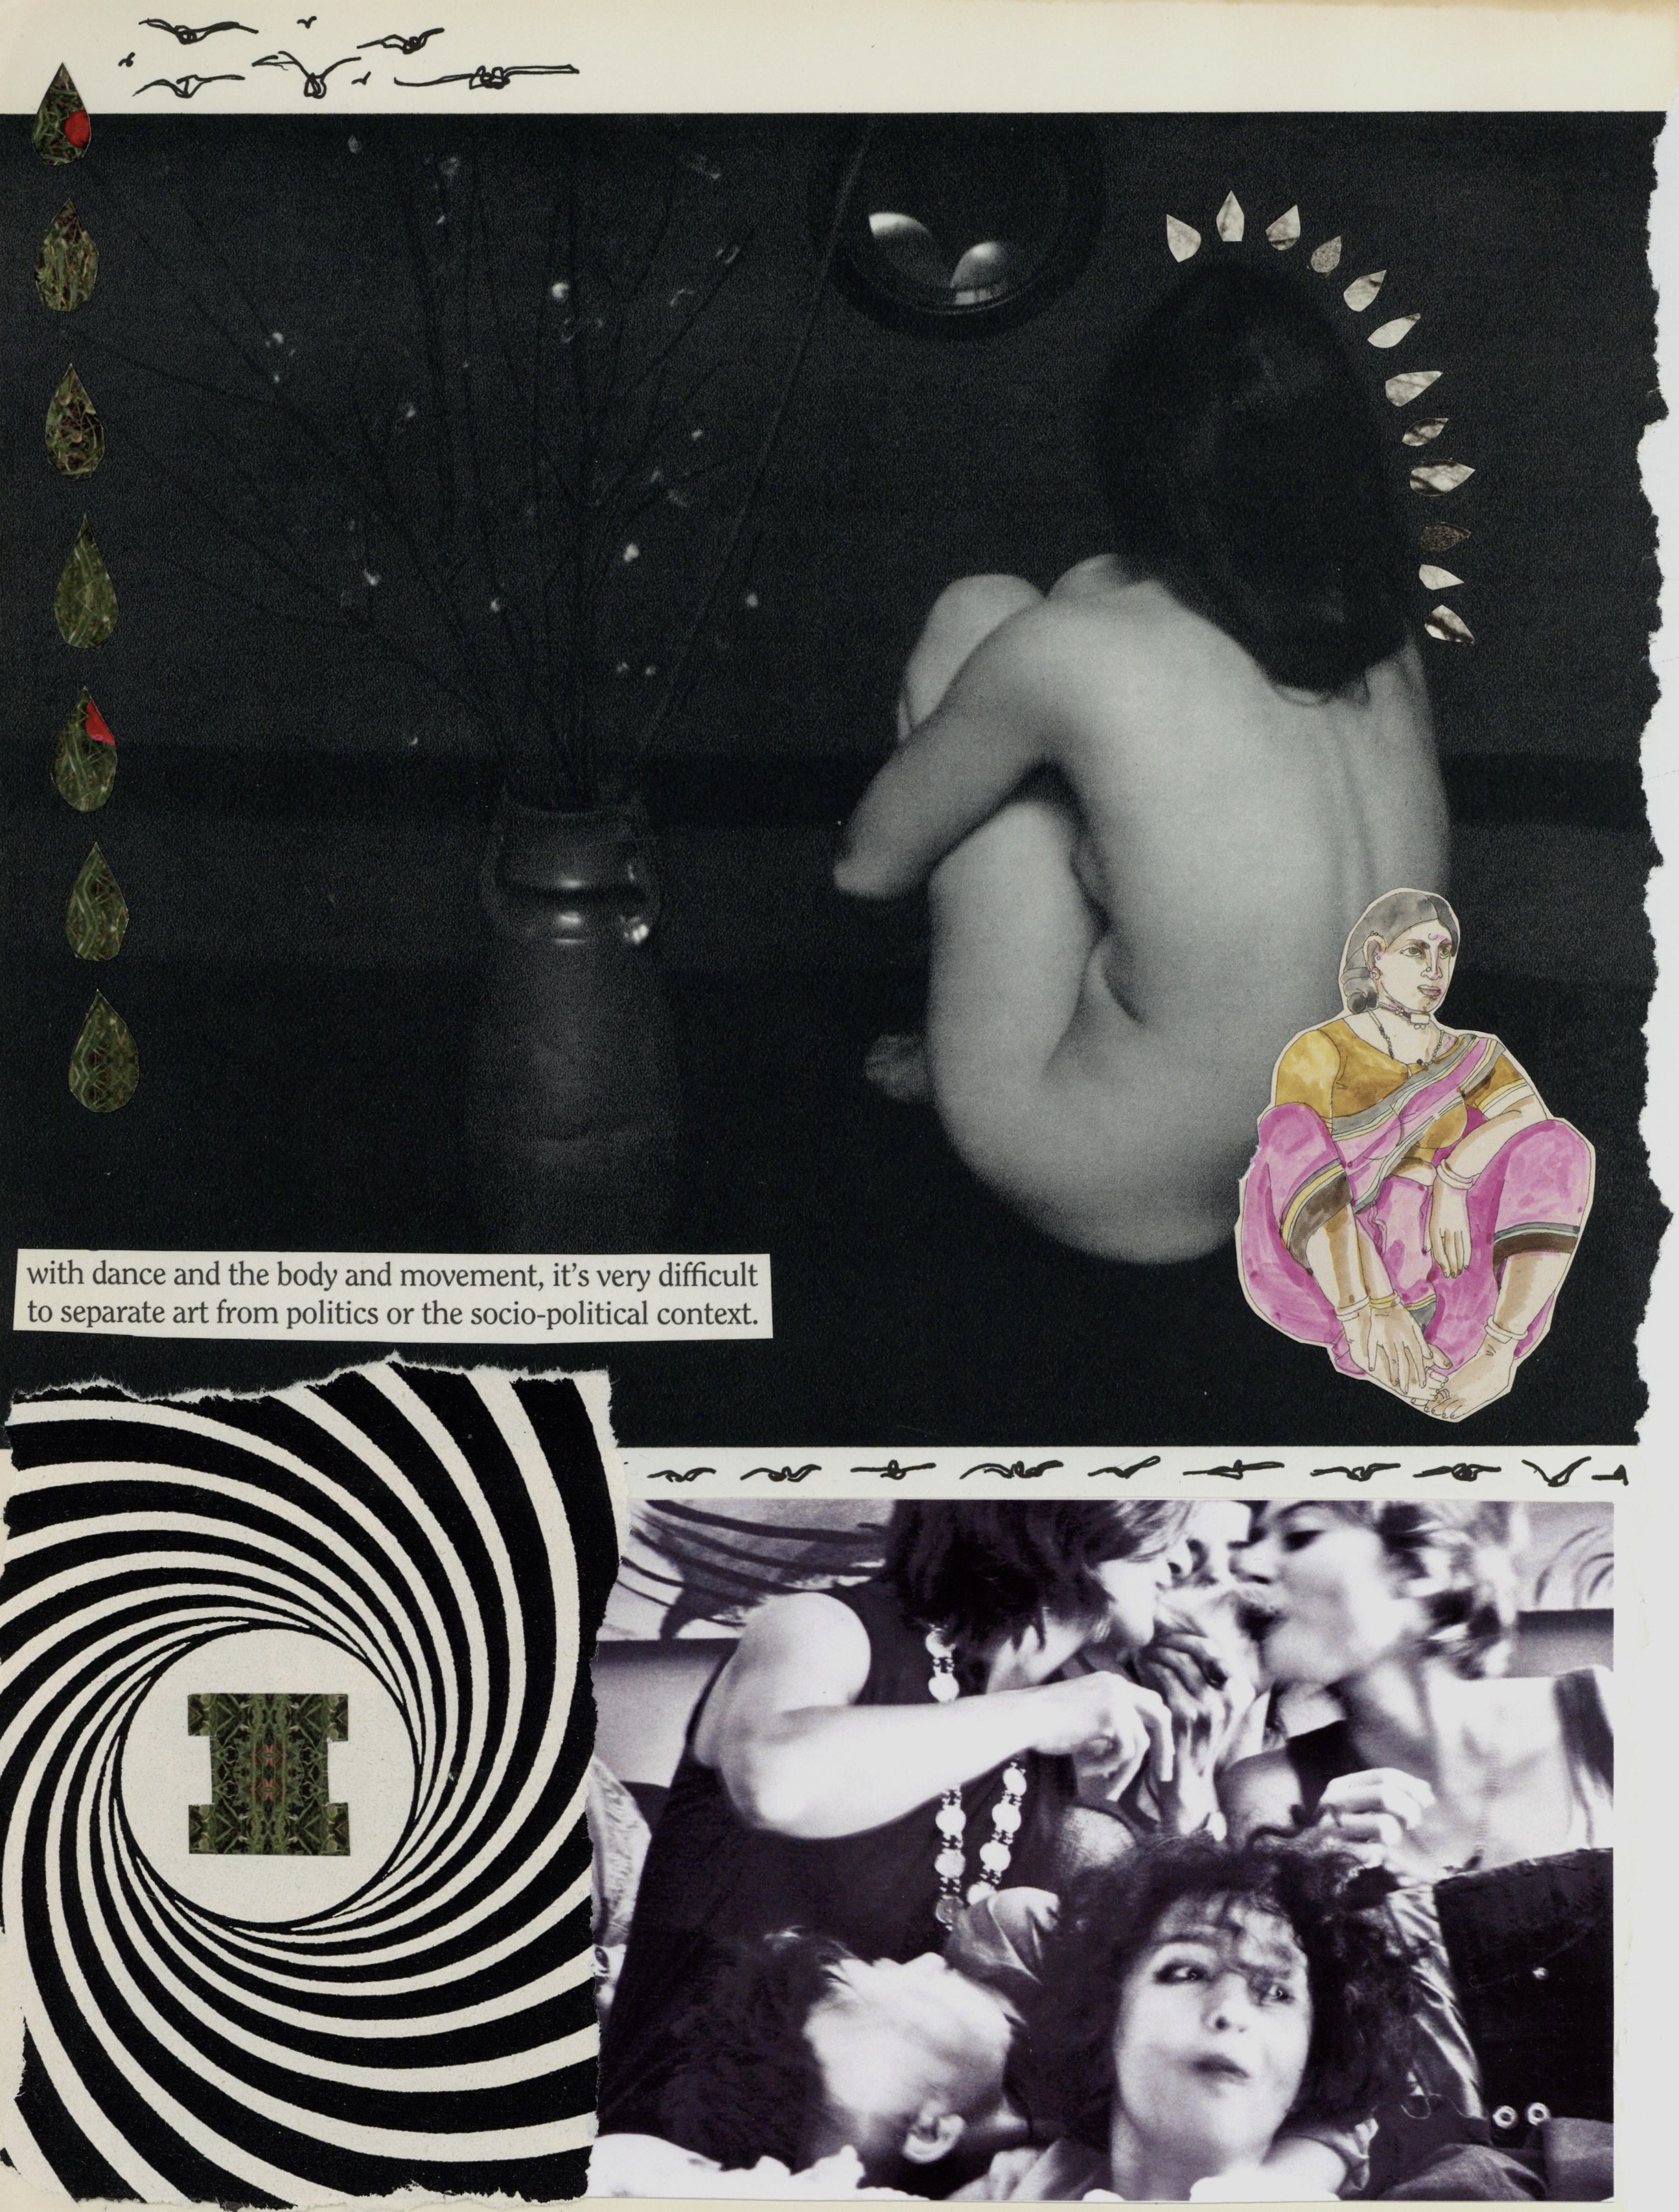 with dance and the body and movement, it's very difficult
to separate art from politics or the socio-political context.
I